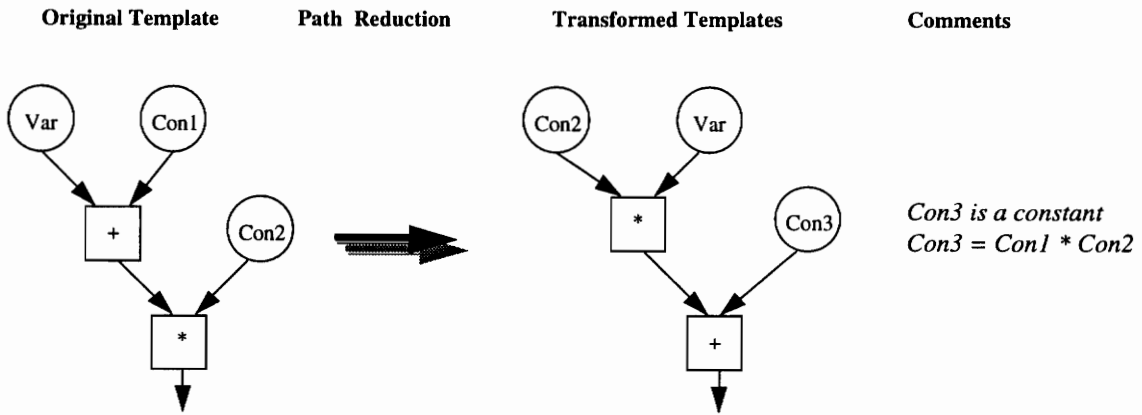 Original Template
Path Reduction
Transformed Templates
Comments
Var
Con1
+
Con2
*
Con2
Var
*
Con3
+
Con3 is a constant
Con3 = Con1 * Con2